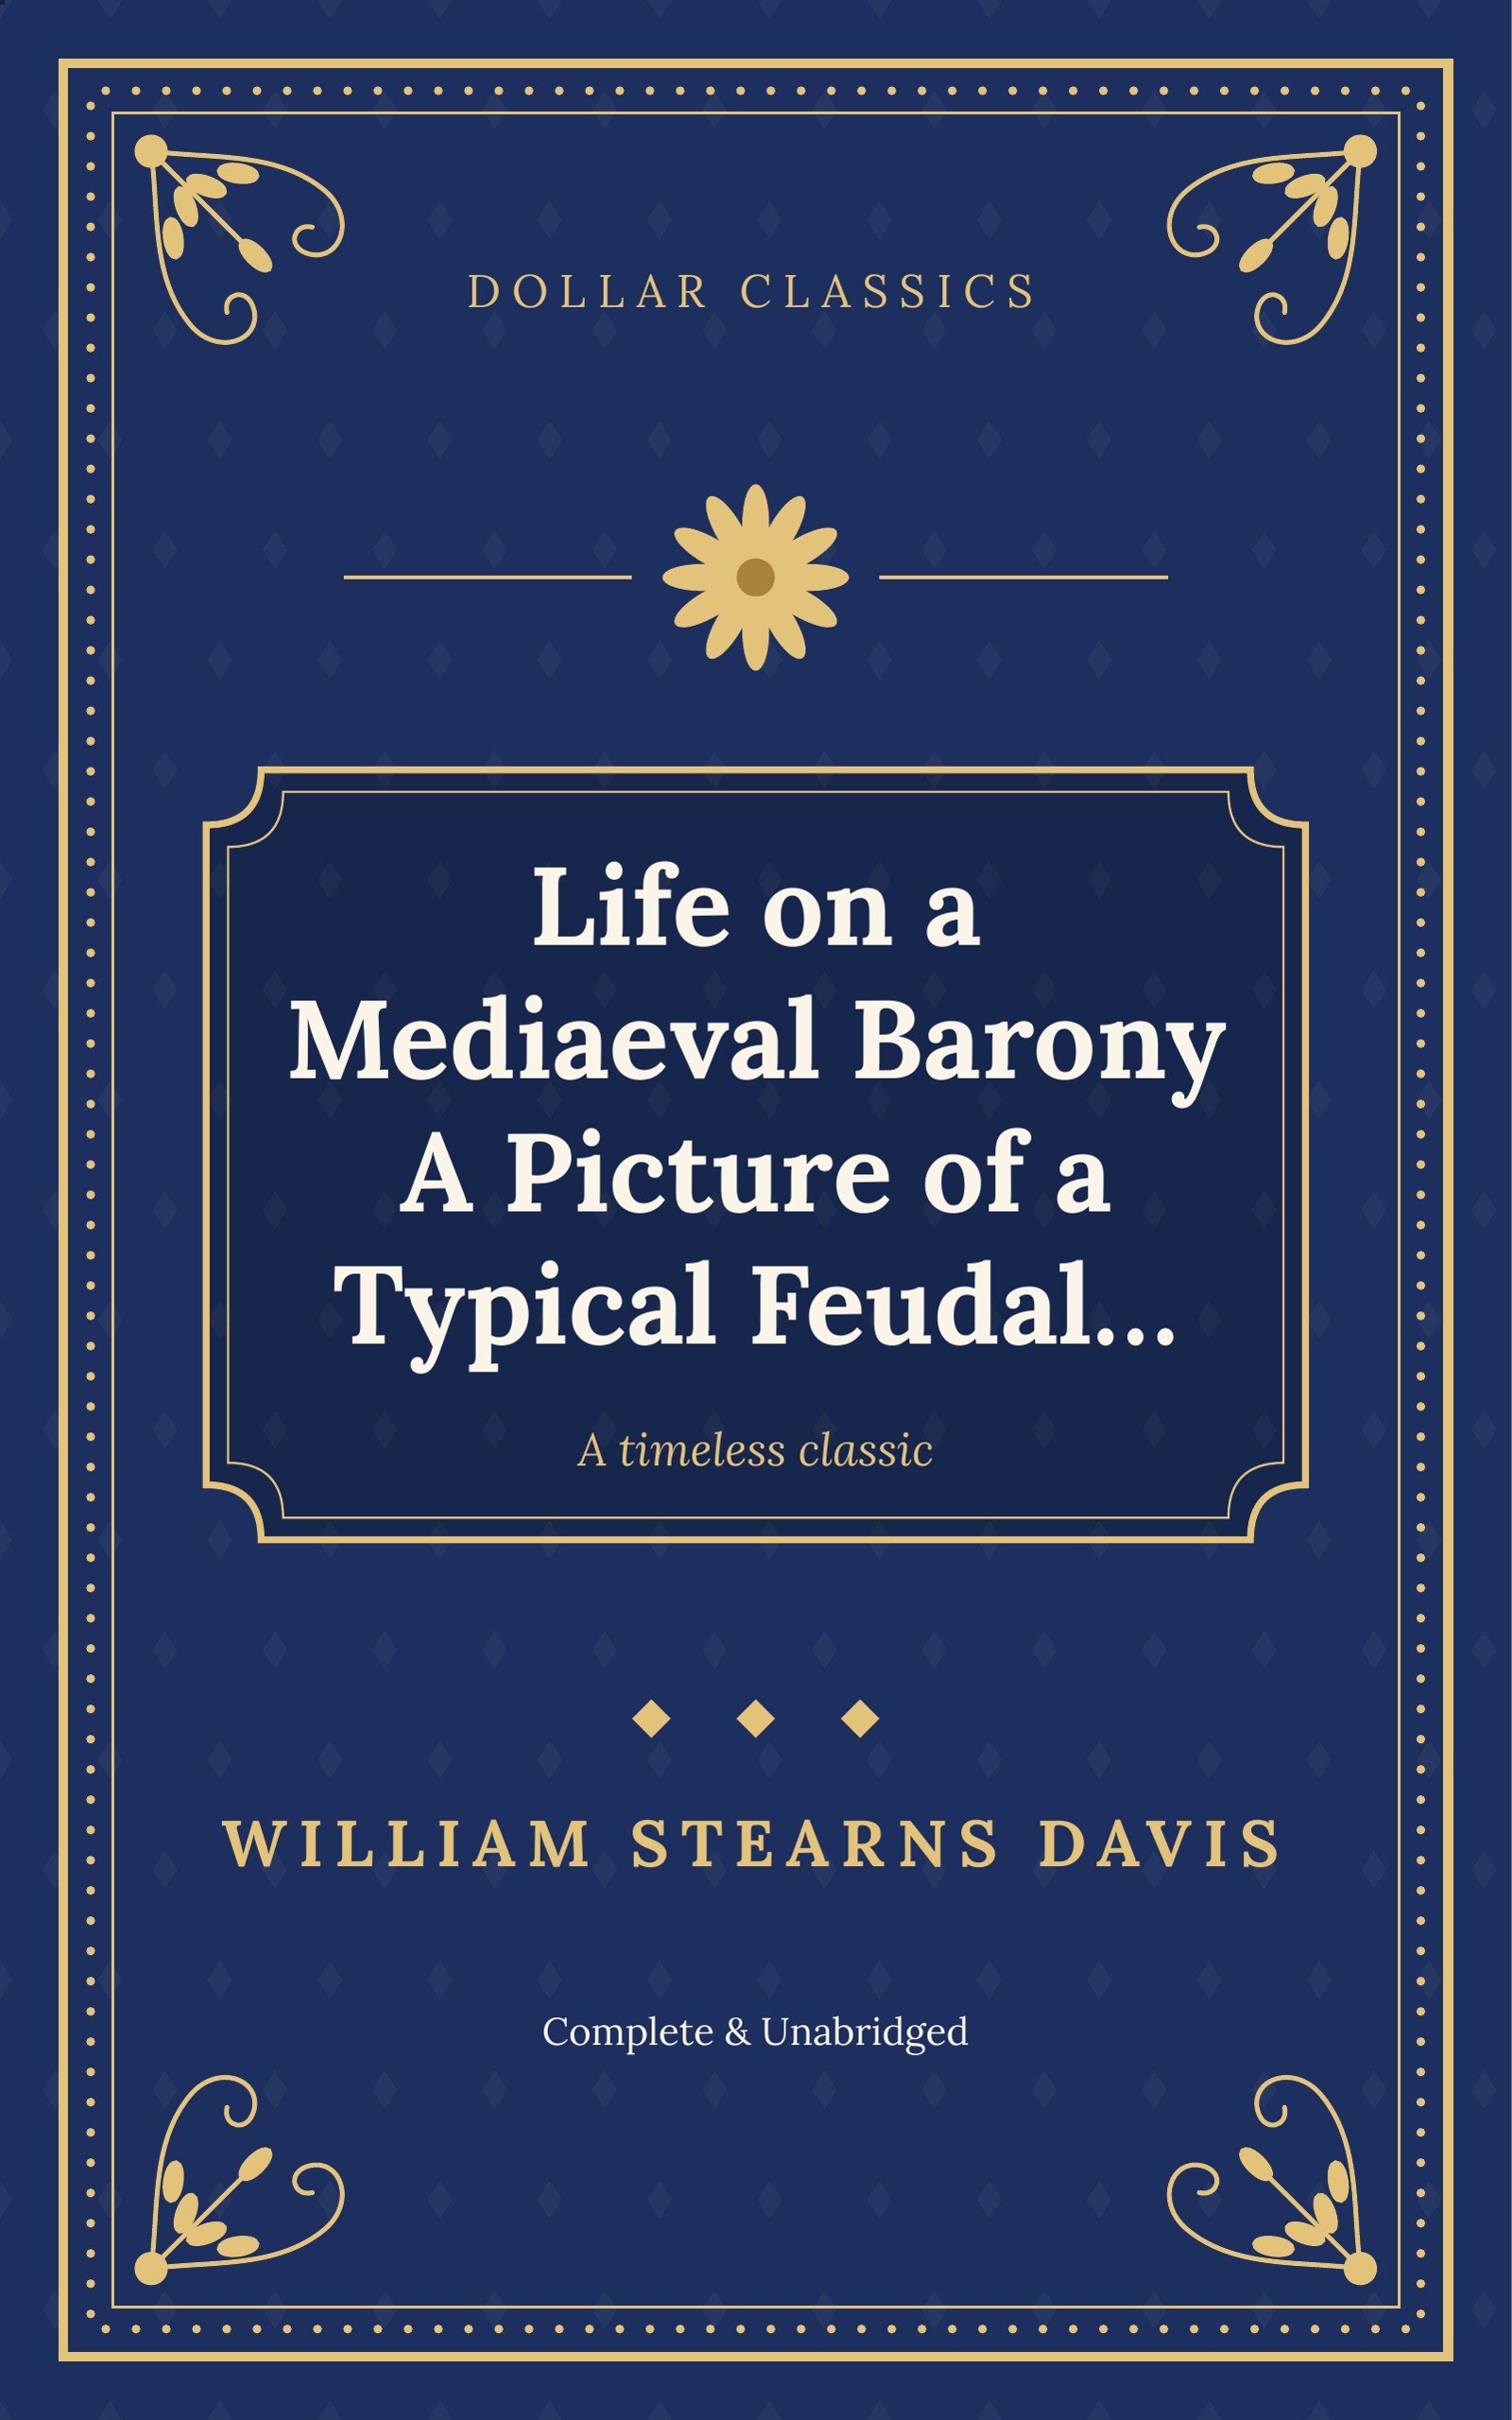 DOLLAR CLASSICS
Life on a
Mediaeval Barony
A Picture of a
Typical Feudal...
A timeless classic
WILLIAM STEARNS DAVIS
Complete & Unabridged